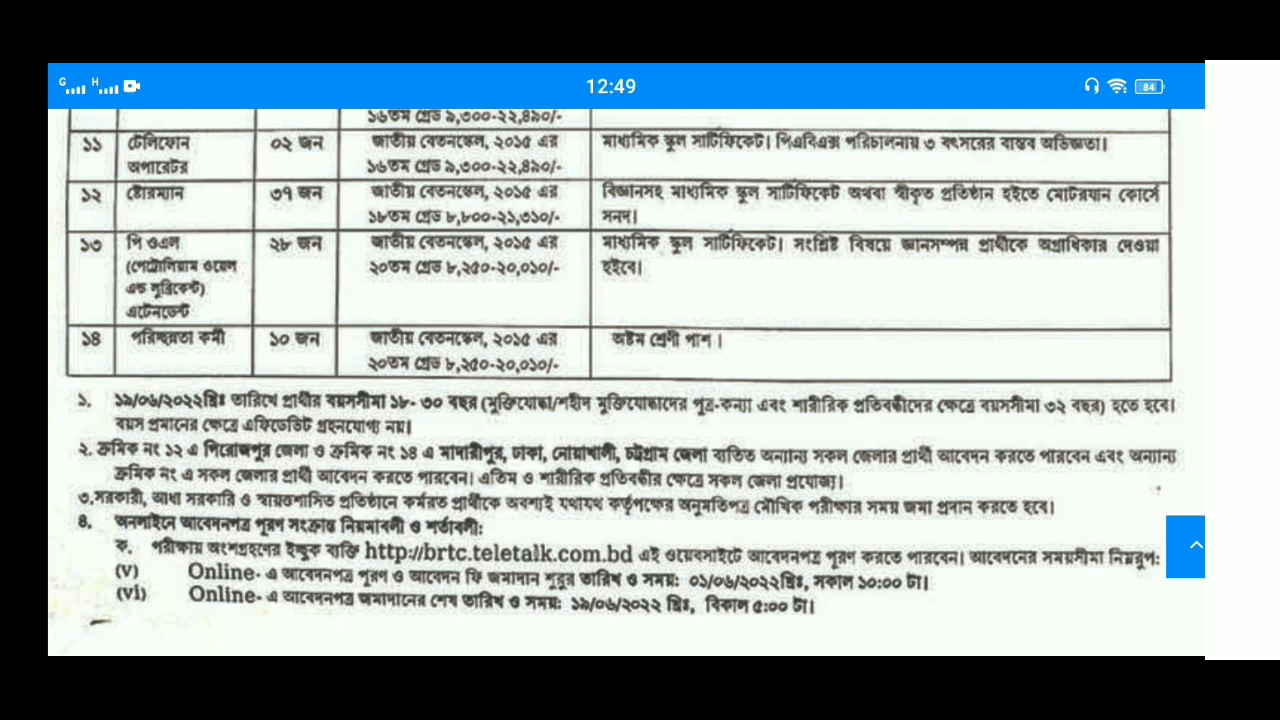 12:49
84
১৬তম গ্রেড ৯,৩০০-২২,৪৯০/-
১১ টেলিফোন অপারেটর ০২ জন জাতীয় বেতনস্কেল, ২০১৫ এর ১৬তম গ্রেড ৯,৩০০-২২,৪৯০/- মাধ্যমিক স্কুল সার্টিফিকেট। পিএবিএক্স পরিচালনায় ৩ বৎসরের বাস্তব অভিজ্ঞতা।
১২ ষ্টোরম্যান ৩৭ জন জাতীয় বেতনস্কেল, ২০১৫ এর ১৮তম গ্রেড ৮,৮০০-২১,৩১০/- বিজ্ঞানসহ মাধ্যমিক স্কুল সার্টিফিকেট অথবা স্বীকৃত প্রতিষ্ঠান হইতে মোটরযান কোর্সে সনদ।
১৩ পি ওএল (পেট্রোলিয়াম ওয়েল এন্ড লুব্রিকেন্ট) এটেনডেন্ট ২৮ জন জাতীয় বেতনস্কেল, ২০১৫ এর ২০তম গ্রেড ৮,২৫০-২০,০১০/- মাধ্যমিক স্কুল সার্টিফিকেট। সংশ্লিষ্ট বিষয়ে জ্ঞানসম্পন্ন প্রার্থীকে অগ্রাধিকার দেওয়া হইবে।
১৪ পরিচ্ছন্নতা কর্মী ১০ জন জাতীয় বেতনস্কেল, ২০১৫ এর ২০তম গ্রেড ৮,২৫০-২০,০১০/- অষ্টম শ্রেণী পাশ।
১. ১৯/০৬/২০২২খ্রিঃ তারিখে প্রার্থীর বয়সসীমা ১৮- ৩০ বছর (মুক্তিযোদ্ধা/শহীদ মুক্তিযোদ্ধাদের পুত্র-কন্যা এবং শারীরিক প্রতিবন্ধীদের ক্ষেত্রে বয়সসীমা ৩২ বছর) হতে হবে।
বয়স প্রমানের ক্ষেত্রে এফিডেভিট গ্রহনযোগ্য নয়।
২. ক্রমিক নং ১২ এ পিরোজপুর জেলা ও ক্রমিক নং ১৪ এ মাদারীপুর, ঢাকা, নোয়াখালী, চট্টগ্রাম জেলা ব্যতিত অন্যান্য সকল জেলার প্রার্থী আবেদন করতে পারবেন এবং অন্যান্য
ক্রমিক নং এ সকল জেলার প্রার্থী আবেদন করতে পারবেন। এতিম ও শারীরিক প্রতিবন্ধীর ক্ষেত্রে সকল জেলা প্রযোজ্য।
৩.সরকারী, আধা সরকারি ও স্বায়ত্তশাসিত প্রতিষ্ঠানে কর্মরত প্রার্থীকে অবশ্যই যথাযথ কর্তৃপক্ষের অনুমতিপত্র মৌখিক পরীক্ষার সময় জমা প্রদান করতে হবে।
৪. অনলাইনে আবেদনপত্র পূরণ সংক্রান্ত নিয়মাবলী ও শর্তাবলী:
ক. পরীক্ষায় অংশগ্রহণের ইচ্ছুক ব্যক্তি http://brtc.teletalk.com.bd এই ওয়েবসাইটে আবেদনপত্র পূরণ করতে পারবেন। আবেদনের সময়সীমা নিম্নরুপ:
(v) Online- এ আবেদনপত্র পূরণ ও আবেদন ফি জমাদান শুরুর তারিখ ও সময়: ০১/০৬/২০২২খ্রিঃ, সকাল ১০:০০ টা।
(vi) Online- এ আবেদনপত্র জমাদানের শেষ তারিখ ও সময়: ১৯/০৬/২০২২ খ্রিঃ, বিকাল ৫:০০ টা।